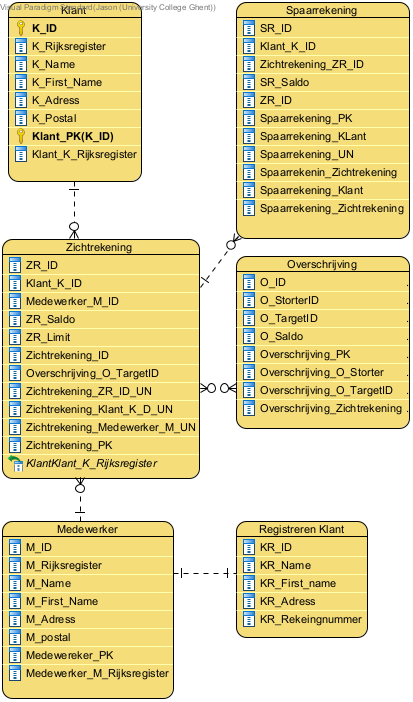 Visual Paradigm Standard(Jason (University College Ghent))
Klant
K_ID
K_Rijksregister
K_Name
K_First_Name
K_Adress
K_Postal
Klant_PK(K_ID)
Klant_K_Rijksregister
Spaarrekening
SR_ID
Klant_K_ID
Zichtrekening_ZR_ID
SR_Saldo
ZR_ID
Spaarrekening_PK
Spaarrekening_KLant
Spaarrekening_UN
Spaarrekenin_Zichtrekening
Spaarrekening_Klant
Spaarrekening_Zichtrekening
Zichtrekening
ZR_ID
Klant_K_ID
Medewerker_M_ID
ZR_Saldo
ZR_Limit
Zichtrekening_ID
Overschrijving_O_TargetID
Zichtrekening_ZR_ID_UN
Zichtrekening_Klant_K_D_UN
Zichtrekening_Medewerker_M_UN
Zichtrekening_PK
KlantKlant_K_Rijksregister
Overschrijving
O_ID .
O_StorterID
O_TargetID .
O_Saldo .
Overschrijving_PK .
Overschrijving_O_Storter .
Overschrijving_O_TargetID .
Overschrijving_Zichtrekening .
Medewerker
M_ID
M_Rijksregister
M_Name
M_First_Name
M_Adress
M_postal
Medewereker_PK
Medewerker_M_Rijksregister
Registreren Klant
KR_ID
KR_Name
KR_First_name
KR_Adress
KR_Rekeingnummer